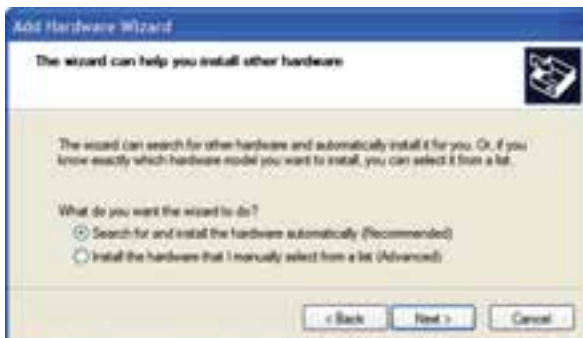 Add Hardware Wizard
The wizard can help you install other hardware
The wizard can search for other hardware and automatically install it for you. Or, if you
know exactly which hardware model you want to install, you can select it from a list.
What do you want the wizard to do?
Search for and install the hardware automatically (Recommended)
Install the hardware that I manually select from a list (Advanced)
< Back Next > Cancel